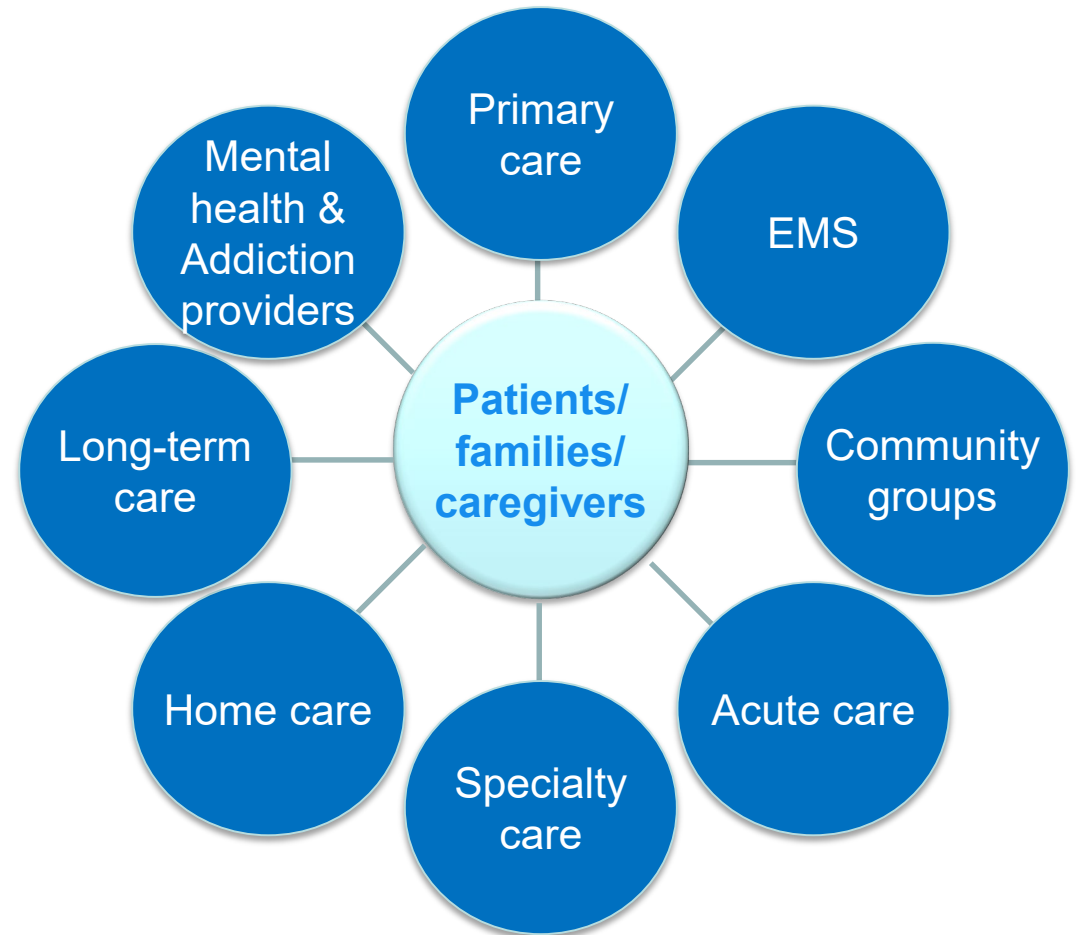 Primary
care
EMS
Community
groups
Acute care
Specialty
care
Home care
Long-term
care
Mental
health &
Addiction
providers
Patients/
families/
caregivers